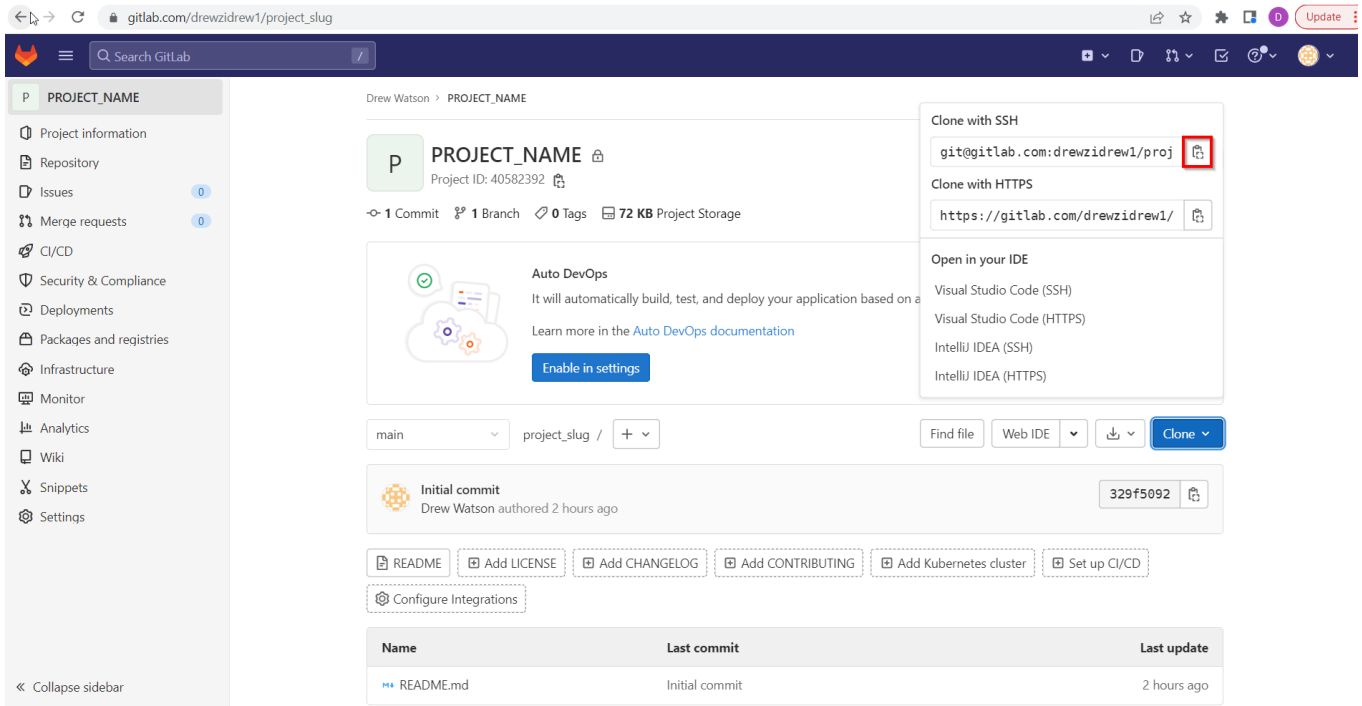 gitlab.com/drewzidrew1/project_slug
D
Update
Search GitLab
/
P PROJECT_NAME
Project information
Repository
Issues 0
Merge requests 0
CI/CD
Security & Compliance
Deployments
Packages and registries
Infrastructure
Monitor
Analytics
Wiki
Snippets
Settings
« Collapse sidebar
Drew Watson > PROJECT_NAME
P
PROJECT_NAME
Project ID: 40582392
1 Commit 1 Branch 0 Tags 72 KB Project Storage
Auto DevOps
It will automatically build, test, and deploy your application based on a
Learn more in the Auto DevOps documentation
Enable in settings
Clone with SSH
git@gitlab.com:drewzidrew1/proj
Clone with HTTPS
https://gitlab.com/drewzidrew1/
Open in your IDE
Visual Studio Code (SSH)
Visual Studio Code (HTTPS)
IntelliJ IDEA (SSH)
IntelliJ IDEA (HTTPS)
main project_slug / + Find file Web IDE Clone
Initial commit
Drew Watson authored 2 hours ago
329f5092
README Add LICENSE Add CHANGELOG Add CONTRIBUTING Add Kubernetes cluster Set up CI/CD
Configure Integrations
Name Last commit Last update
README.md Initial commit 2 hours ago